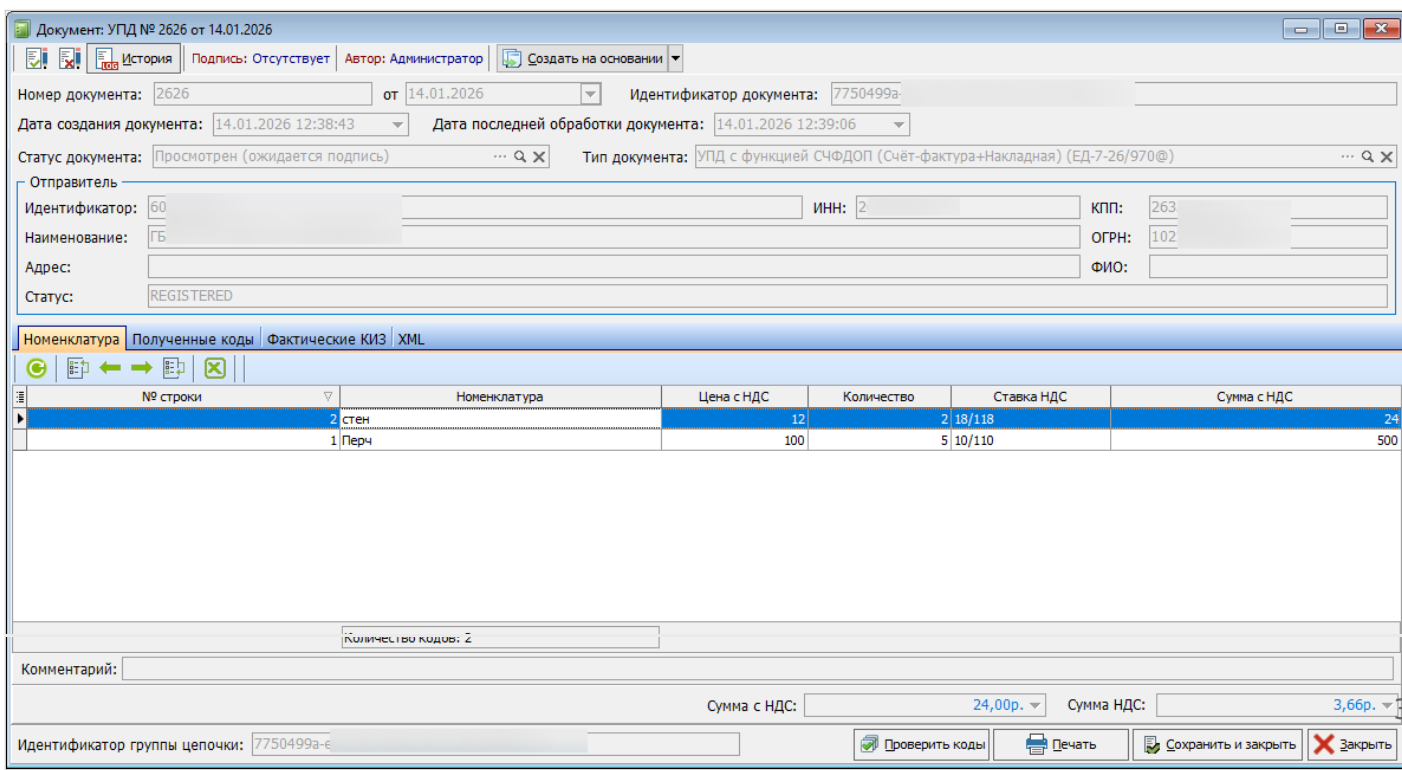 Документ: УПД № 2626 от 14.01.2026
LOG История Подпись: Отсутствует Автор: Администратор Создать на основании
Номер документа: 2626 от 14.01.2026 Идентификатор документа: 7750499a-
Дата создания документа: 14.01.2026 12:38:43 Дата последней обработки документа: 14.01.2026 12:39:06
Статус документа: Просмотрен (ожидается подпись) ... Тип документа: УПД с функцией СЧФДОП (Счёт-фактура+Накладная) (ЕД-7-26/970@) ...
Отправитель
Идентификатор: 60 ИНН: 2 КПП: 263
Наименование: ГБ ОГРН: 102
Адрес: ФИО:
Статус: REGISTERED
Номенклатура Полученные коды Фактические КИЗ XML
№ строки Номенклатура Цена с НДС Количество Ставка НДС Сумма с НДС
2 стен 12 2 18/118 24
1 Перч 100 5 10/110 500
Количество кодов: 2
Комментарий:
Сумма с НДС: 24,00р. Сумма НДС: 3,66р.
Идентификатор группы цепочки: 7750499a-e Проверить коды Печать Сохранить и закрыть Закрыть